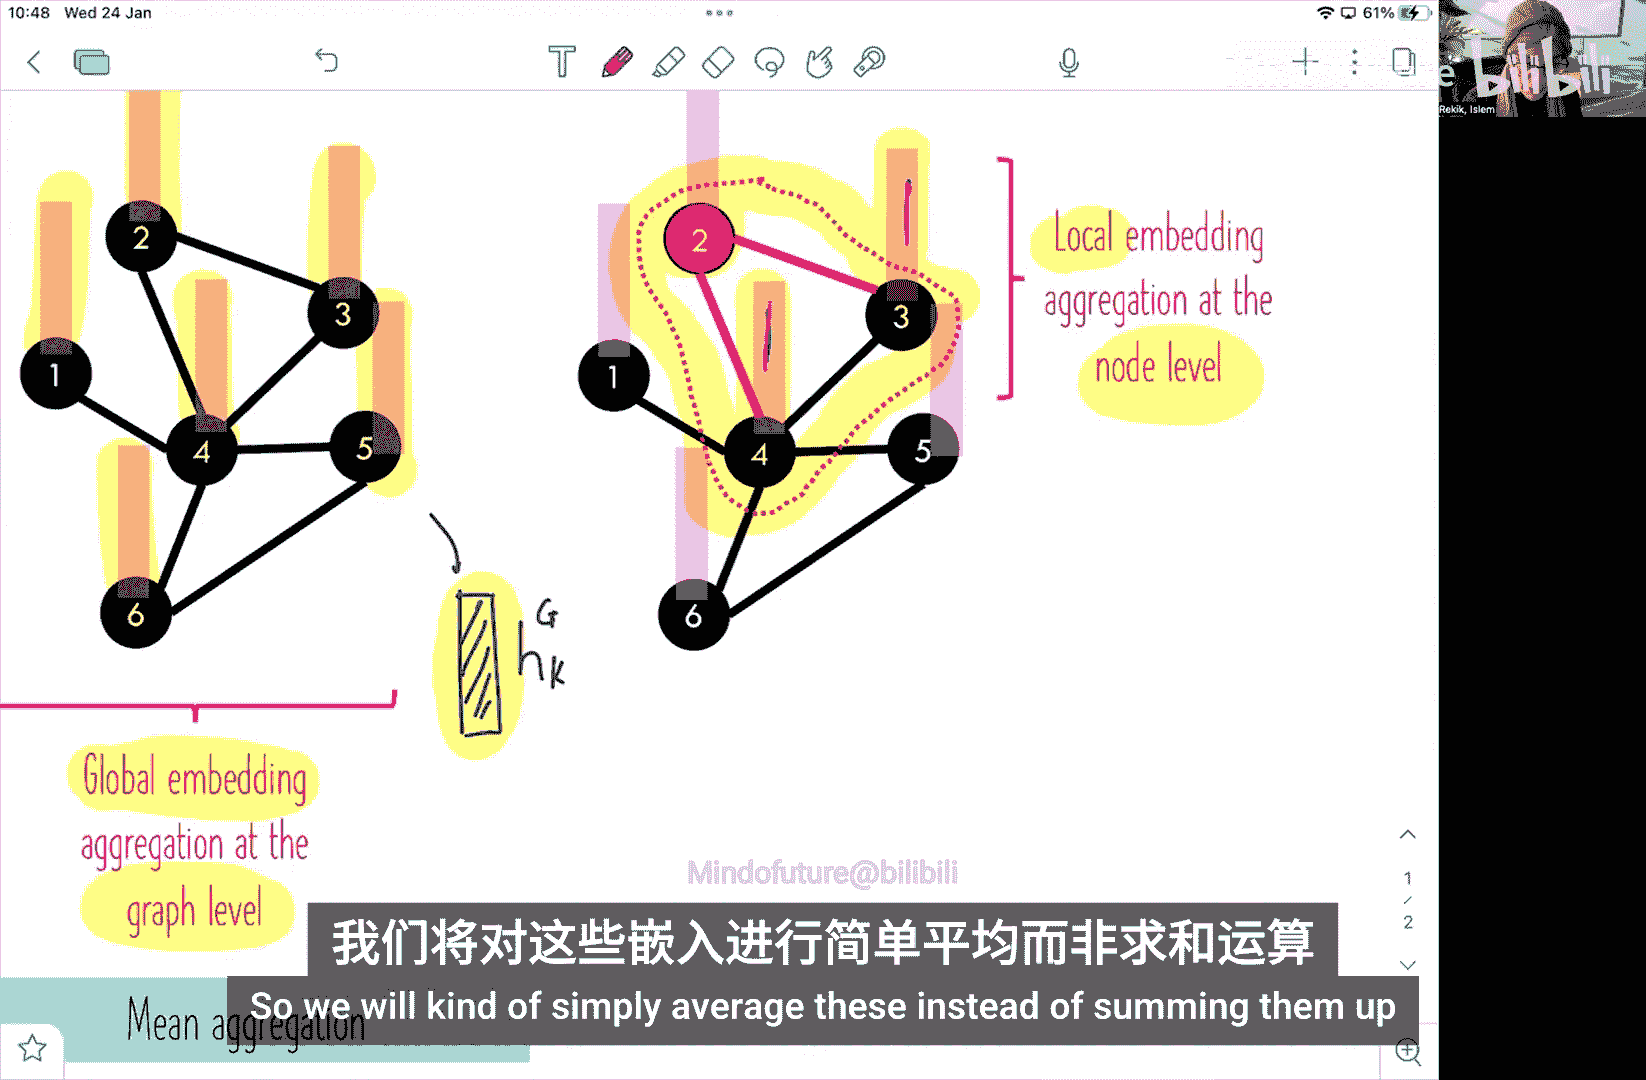 10:48 Wed 24 Jan
61%
e bilibili
Rekik, Islem
2
3
1
4
5
6
2
3
1
4
5
6
Local embedding
aggregation at the
node level
G
hK
Global embedding
aggregation at the
graph level
Mindofuture@bilibili
1
/
2
我们将对这些嵌入进行简单平均而非求和运算
So we will kind of simply average these instead of summing them up
Mean aggregation